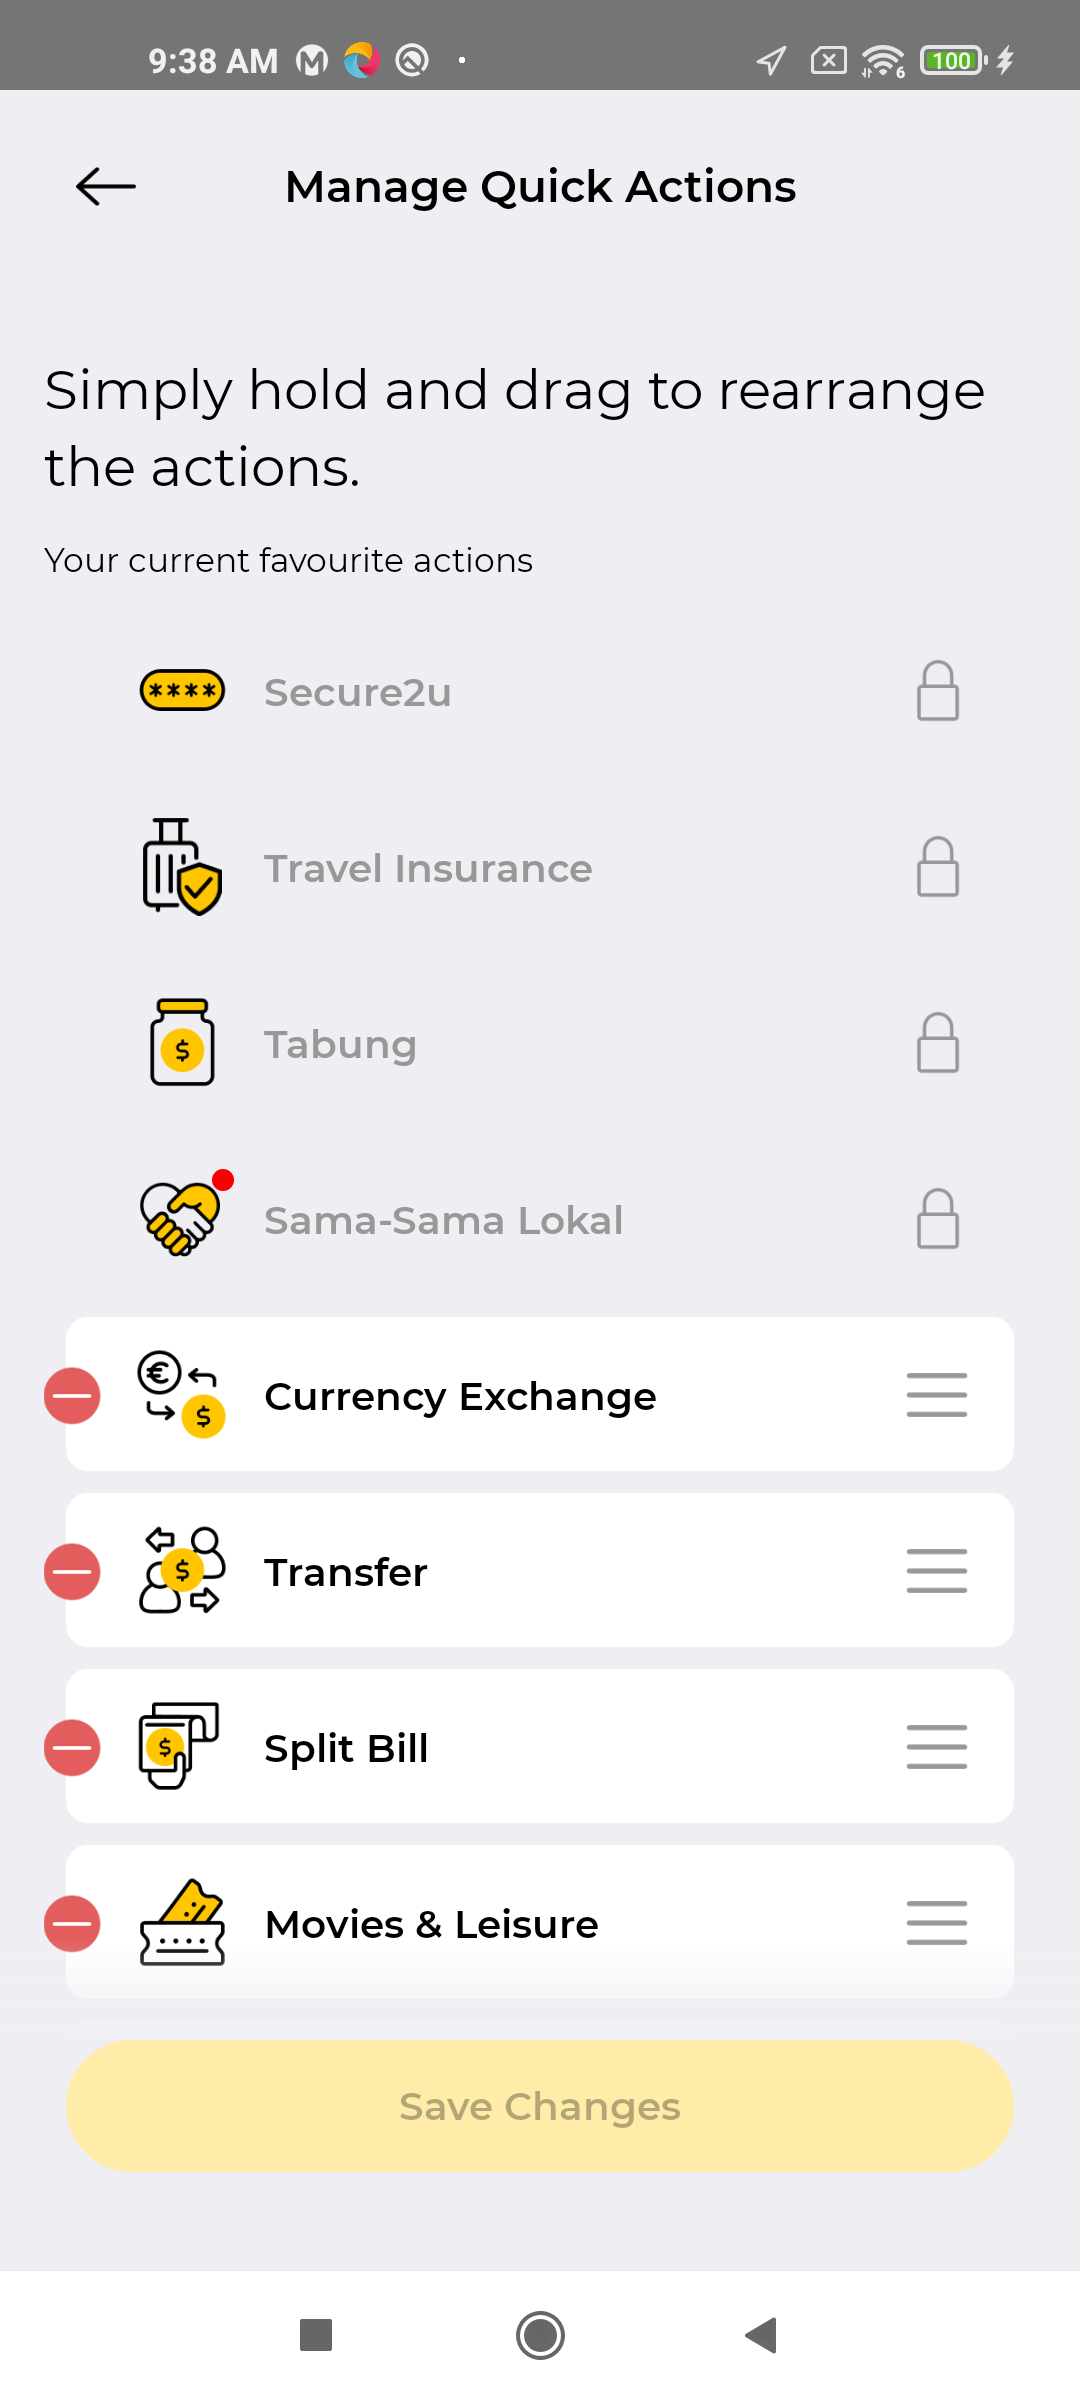 9:38 AM
6
100
Manage Quick Actions
Simply hold and drag to rearrange
the actions.
Your current favourite actions
****
Secure2u
Travel Insurance
$
Tabung
Sama-Sama Lokal
€
$
Currency Exchange
$
Transfer
$
Split Bill
Movies & Leisure
Save Changes